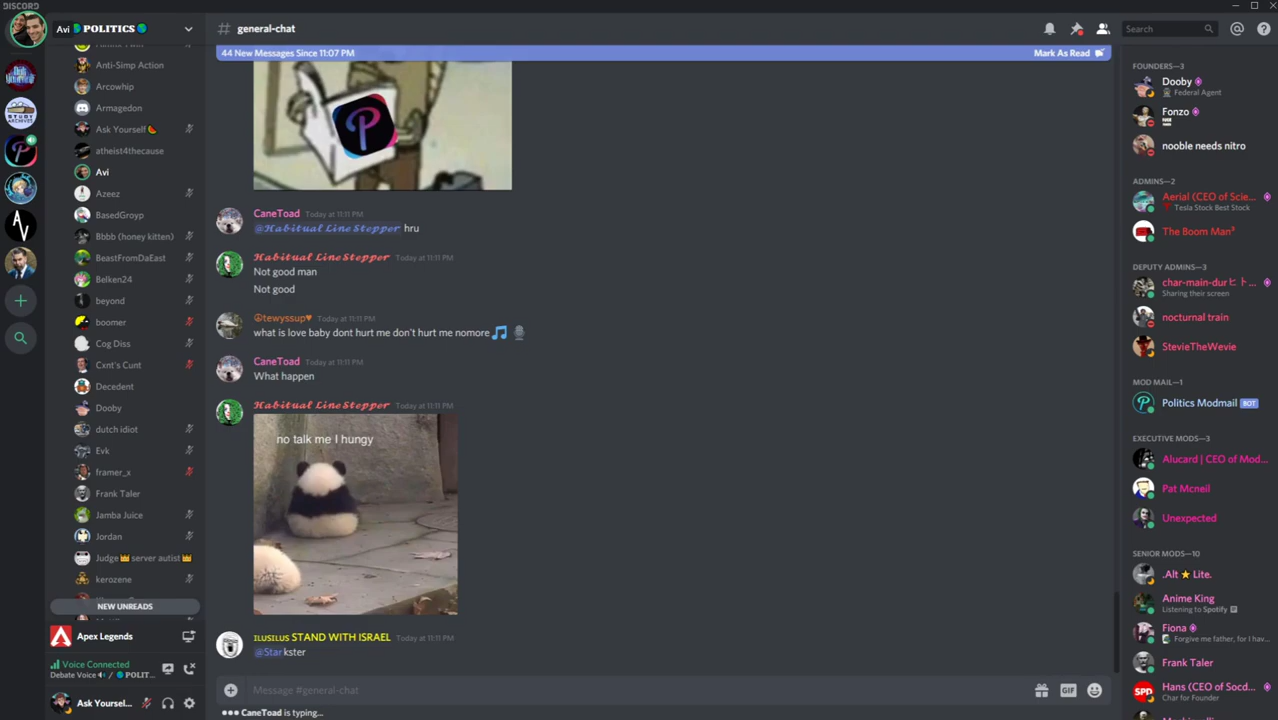 DISCORD
Avi
🌎 POLITICS 🌎
Anti-Simp Action
Arcowhip
Armagedon
Ask Yourself 🍉
atheist4thecause
Avi
Azeez
BasedGroyp
Bbbb (honey kitten)
BeastFromDaEast
Belken24
beyond
boomer
Cog Diss
Cxnt's Cunt
Decedent
Dooby
dutch idiot
Evk
framer_x
Frank Taler
Jamba Juice
Jordan
Judge 👑 server autist 👑
kerozene
NEW UNREADS
Apex Legends
Voice Connected
Debate Voice 🔊 / 🌎 POLIT...
Ask Yoursel...
# general-chat
Search
44 New Messages Since 11:07 PM
Mark As Read
CaneToad Today at 11:11 PM
@𝓗𝓪𝓫𝓲𝓽𝓾𝓪𝓵 𝓛𝓲𝓷𝓮 𝓢𝓽𝓮𝓹𝓹𝓮𝓻 hru
𝓗𝓪𝓫𝓲𝓽𝓾𝓪𝓵 𝓛𝓲𝓷𝓮 𝓢𝓽𝓮𝓹𝓹𝓮𝓻 Today at 11:11 PM
Not good man
Not good
☮tewyssup♥ Today at 11:11 PM
what is love baby dont hurt me don't hurt me nomore 🎵 🎙
CaneToad Today at 11:11 PM
What happen
𝓗𝓪𝓫𝓲𝓽𝓾𝓪𝓵 𝓛𝓲𝓷𝓮 𝓢𝓽𝓮𝓹𝓹𝓮𝓻 Today at 11:11 PM
no talk me I hungy
ILUSILUS STAND WITH ISRAEL Today at 11:11 PM
@Starkster
Message #general-chat
GIF
CaneToad is typing...
FOUNDERS—3
Dooby
Federal Agent
Fonzo
nooble needs nitro
ADMINS—2
Aerial (CEO of Scie...
Tesla Stock Best Stock
The Boom Man³
DEPUTY ADMINS—3
char-main-durヒト...
Sharing their screen
nocturnal train
StevieTheWevie
MOD MAIL—1
Politics Modmail BOT
EXECUTIVE MODS—3
Alucard | CEO of Mod...
Pat Mcneil
Unexpected
SENIOR MODS—10
.Alt ⭐ Lite.
Anime King
Listening to Spotify
Fiona
Forgive me father, for I hav...
Frank Taler
Hans (CEO of Socd...
Char for Founder